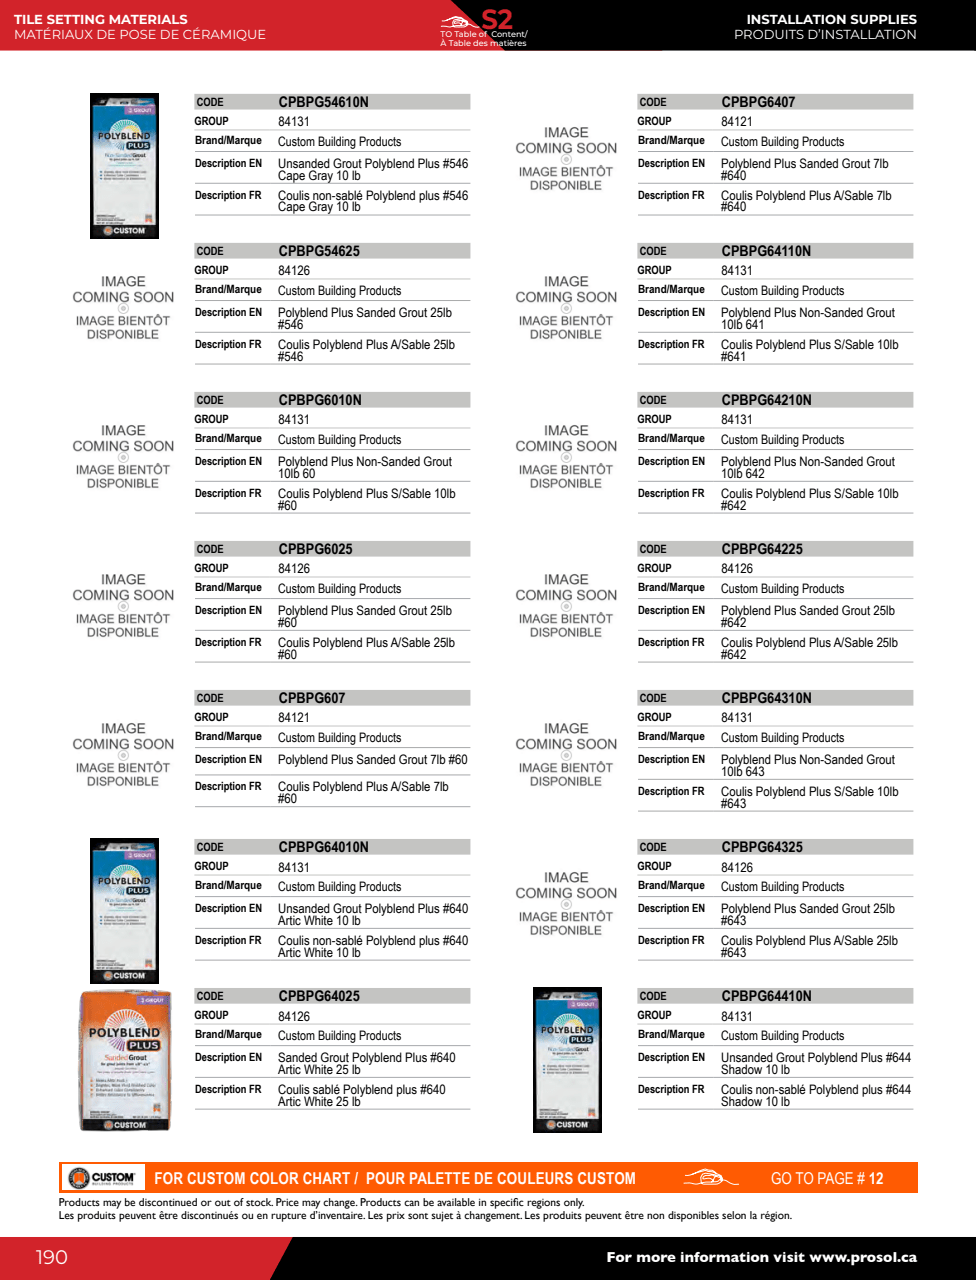 TILE SETTING MATERIALS
MATÉRIAUX DE POSE DE CÉRAMIQUE
S2
TO Table of Content/
À Table des matières
INSTALLATION SUPPLIES
PRODUITS D'INSTALLATION
POLYBLEND
PLUS
CUSTOM
CODE CPBPG54610N
GROUP 84131
Brand/Marque Custom Building Products
Description EN Unsanded Grout Polyblend Plus #546
Cape Gray 10 lb
Description FR Coulis non-sablé Polyblend plus #546
Cape Gray 10 lb
IMAGE
COMING SOON
IMAGE BIENTÔT
DISPONIBLE
CODE CPBPG54625
GROUP 84126
Brand/Marque Custom Building Products
Description EN Polyblend Plus Sanded Grout 25lb
#546
Description FR Coulis Polyblend Plus A/Sable 25lb
#546
IMAGE
COMING SOON
IMAGE BIENTÔT
DISPONIBLE
CODE CPBPG6010N
GROUP 84131
Brand/Marque Custom Building Products
Description EN Polyblend Plus Non-Sanded Grout
10lb 60
Description FR Coulis Polyblend Plus S/Sable 10lb
#60
IMAGE
COMING SOON
IMAGE BIENTÔT
DISPONIBLE
CODE CPBPG6025
GROUP 84126
Brand/Marque Custom Building Products
Description EN Polyblend Plus Sanded Grout 25lb
#60
Description FR Coulis Polyblend Plus A/Sable 25lb
#60
IMAGE
COMING SOON
IMAGE BIENTÔT
DISPONIBLE
CODE CPBPG607
GROUP 84121
Brand/Marque Custom Building Products
Description EN Polyblend Plus Sanded Grout 7lb #60
Description FR Coulis Polyblend Plus A/Sable 7lb
#60
POLYBLEND
PLUS
CUSTOM
CODE CPBPG64010N
GROUP 84131
Brand/Marque Custom Building Products
Description EN Unsanded Grout Polyblend Plus #640
Artic White 10 lb
Description FR Coulis non-sablé Polyblend plus #640
Artic White 10 lb
POLYBLEND
PLUS
Sanded Grout
CUSTOM
CODE CPBPG64025
GROUP 84126
Brand/Marque Custom Building Products
Description EN Sanded Grout Polyblend Plus #640
Artic White 25 lb
Description FR Coulis sablé Polyblend plus #640
Artic White 25 lb
IMAGE
COMING SOON
IMAGE BIENTÔT
DISPONIBLE
CODE CPBPG6407
GROUP 84121
Brand/Marque Custom Building Products
Description EN Polyblend Plus Sanded Grout 7lb
#640
Description FR Coulis Polyblend Plus A/Sable 7lb
#640
IMAGE
COMING SOON
IMAGE BIENTÔT
DISPONIBLE
CODE CPBPG64110N
GROUP 84131
Brand/Marque Custom Building Products
Description EN Polyblend Plus Non-Sanded Grout
10lb 641
Description FR Coulis Polyblend Plus S/Sable 10lb
#641
IMAGE
COMING SOON
IMAGE BIENTÔT
DISPONIBLE
CODE CPBPG64210N
GROUP 84131
Brand/Marque Custom Building Products
Description EN Polyblend Plus Non-Sanded Grout
10lb 642
Description FR Coulis Polyblend Plus S/Sable 10lb
#642
IMAGE
COMING SOON
IMAGE BIENTÔT
DISPONIBLE
CODE CPBPG64225
GROUP 84126
Brand/Marque Custom Building Products
Description EN Polyblend Plus Sanded Grout 25lb
#642
Description FR Coulis Polyblend Plus A/Sable 25lb
#642
IMAGE
COMING SOON
IMAGE BIENTÔT
DISPONIBLE
CODE CPBPG64310N
GROUP 84131
Brand/Marque Custom Building Products
Description EN Polyblend Plus Non-Sanded Grout
10lb 643
Description FR Coulis Polyblend Plus S/Sable 10lb
#643
IMAGE
COMING SOON
IMAGE BIENTÔT
DISPONIBLE
CODE CPBPG64325
GROUP 84126
Brand/Marque Custom Building Products
Description EN Polyblend Plus Sanded Grout 25lb
#643
Description FR Coulis Polyblend Plus A/Sable 25lb
#643
POLYBLEND
PLUS
CUSTOM
CODE CPBPG64410N
GROUP 84131
Brand/Marque Custom Building Products
Description EN Unsanded Grout Polyblend Plus #644
Shadow 10 lb
Description FR Coulis non-sablé Polyblend plus #644
Shadow 10 lb
CUSTOM
BUILDING PRODUCTS
FOR CUSTOM COLOR CHART / POUR PALETTE DE COULEURS CUSTOM GO TO PAGE # 12
Products may be discontinued or out of stock. Price may change. Products can be available in specific regions only.
Les produits peuvent être discontinués ou en rupture d'inventaire. Les prix sont sujet à changement. Les produits peuvent être non disponibles selon la région.
190
For more information visit www.prosol.ca